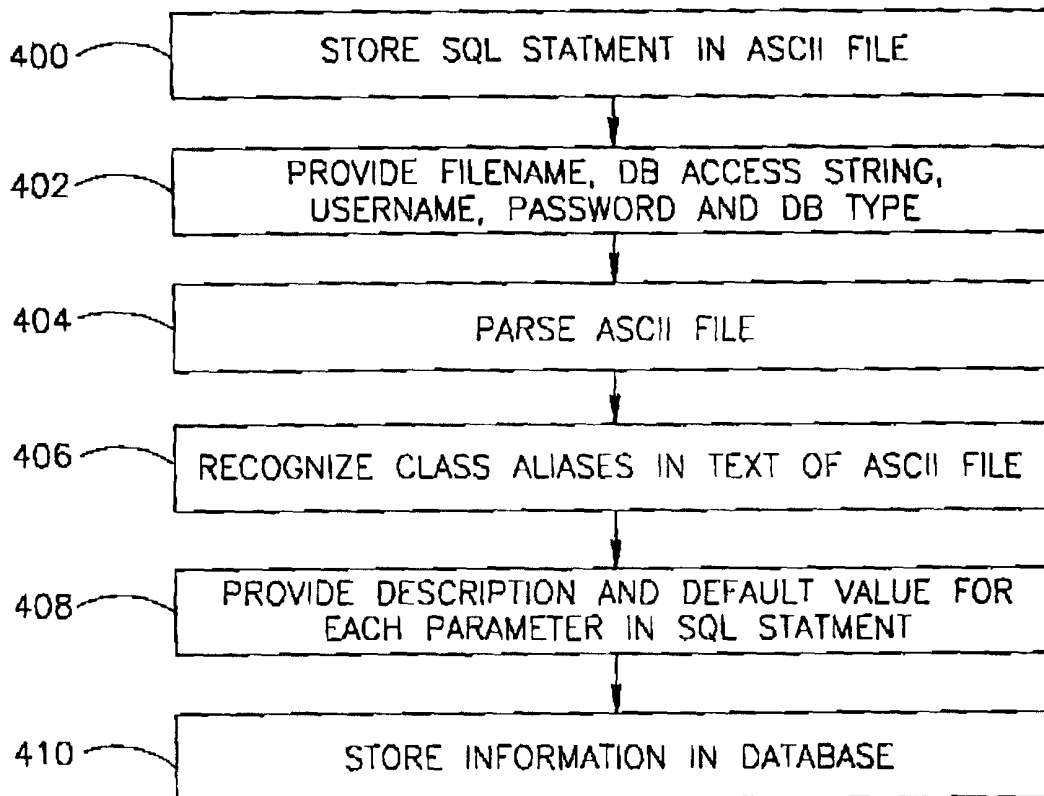 400
STORE SQL STATMENT IN ASCII FILE
402
PROVIDE FILENAME, DB ACCESS STRING,
USERNAME, PASSWORD AND DB TYPE
404
PARSE ASCII FILE
406
RECOGNIZE CLASS ALIASES IN TEXT OF ASCII FILE
408
PROVIDE DESCRIPTION AND DEFAULT VALUE FOR
EACH PARAMETER IN SQL STATMENT
410
STORE INFORMATION IN DATABASE